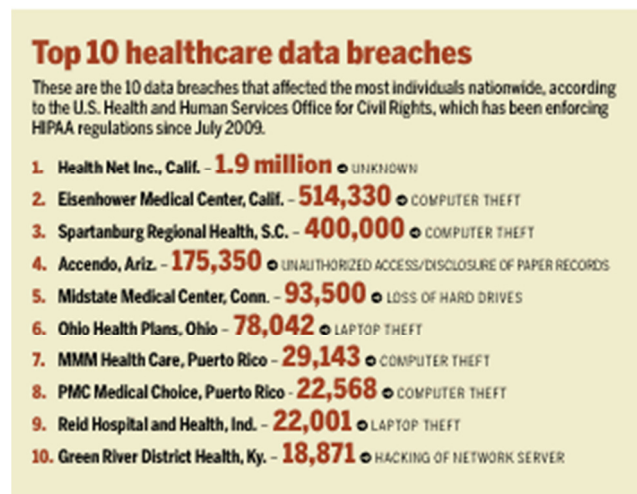 Top 10 healthcare data breaches
These are the 10 data breaches that affected the most individuals nationwide, according
to the U.S. Health and Human Services Office for Civil Rights, which has been enforcing
HIPAA regulations since July 2009.
1. Health Net Inc., Calif. – 1.9 million ➲ UNKNOWN
2. Eisenhower Medical Center, Calif. – 514,330 ➲ COMPUTER THEFT
3. Spartanburg Regional Health, S.C. – 400,000 ➲ COMPUTER THEFT
4. Accendo, Ariz. – 175,350 ➲ UNAUTHORIZED ACCESS/DISCLOSURE OF PAPER RECORDS
5. Midstate Medical Center, Conn. – 93,500 ➲ LOSS OF HARD DRIVES
6. Ohio Health Plans, Ohio – 78,042 ➲ LAPTOP THEFT
7. MMM Health Care, Puerto Rico – 29,143 ➲ COMPUTER THEFT
8. PMC Medical Choice, Puerto Rico - 22,568 ➲ COMPUTER THEFT
9. Reid Hospital and Health, Ind. – 22,001 ➲ LAPTOP THEFT
10. Green River District Health, Ky. – 18,871 ➲ HACKING OF NETWORK SERVER